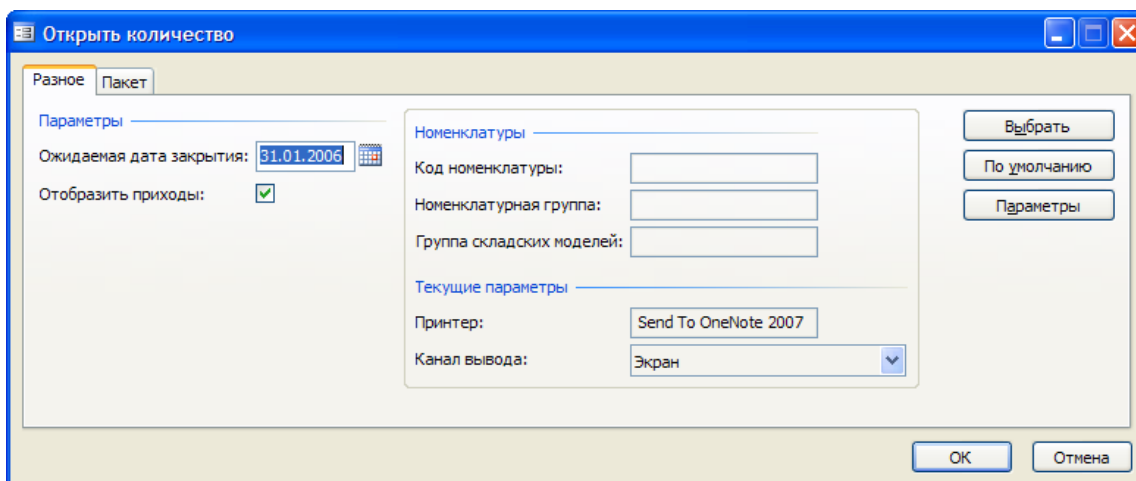 Открыть количество
Разное Пакет
Параметры
Ожидаемая дата закрытия: 31.01.2006
Отобразить приходы:
Номенклатуры
Код номенклатуры:
Номенклатурная группа:
Группа складских моделей:
Текущие параметры
Принтер: Send To OneNote 2007
Канал вывода: Экран
Выбрать
По умолчанию
Параметры
ОК Отмена